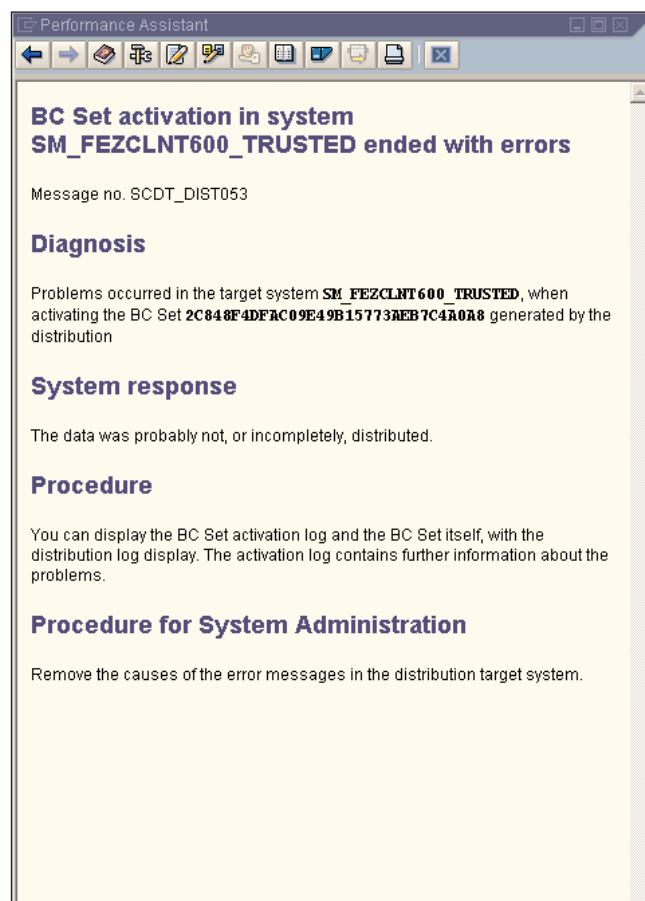 Performance Assistant
BC Set activation in system
SM_FEZCLNT600_TRUSTED ended with errors
Message no. SCDT_DIST053
Diagnosis
Problems occurred in the target system SM_FEZCLNT600_TRUSTED, when
activating the BC Set 2C848F4DFAC09E49B15773AEB7C4A0A8 generated by the
distribution
System response
The data was probably not, or incompletely, distributed.
Procedure
You can display the BC Set activation log and the BC Set itself, with the
distribution log display. The activation log contains further information about the
problems.
Procedure for System Administration
Remove the causes of the error messages in the distribution target system.